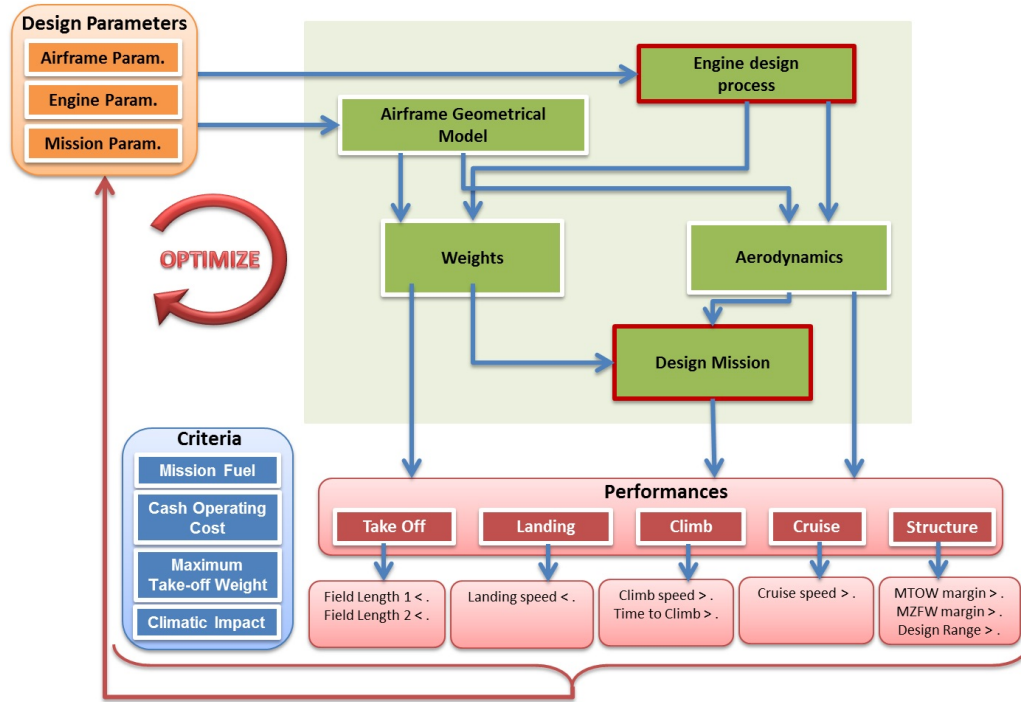 Design Parameters
Airframe Param.
Engine Param.
Mission Param.
Engine design
process
Airframe Geometrical
Model
OPTIMIZE
Weights
Aerodynamics
Design Mission
Criteria
Mission Fuel
Cash Operating
Cost
Maximum
Take-off Weight
Climatic Impact
Performances
Take Off
Landing
Climb
Cruise
Structure
Field Length 1 < .
Field Length 2 < .
Landing speed < .
Climb speed > .
Time to Climb > .
Cruise speed > .
MTOW margin > .
MZFW margin > .
Design Range > .